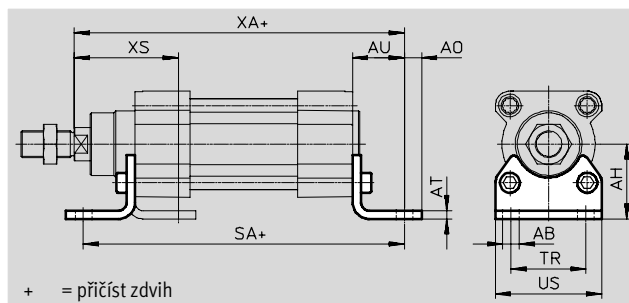 XA+
XS
AU
AO
AT
SA+
AH
AB
TR
US
+ = přičíst zdvih